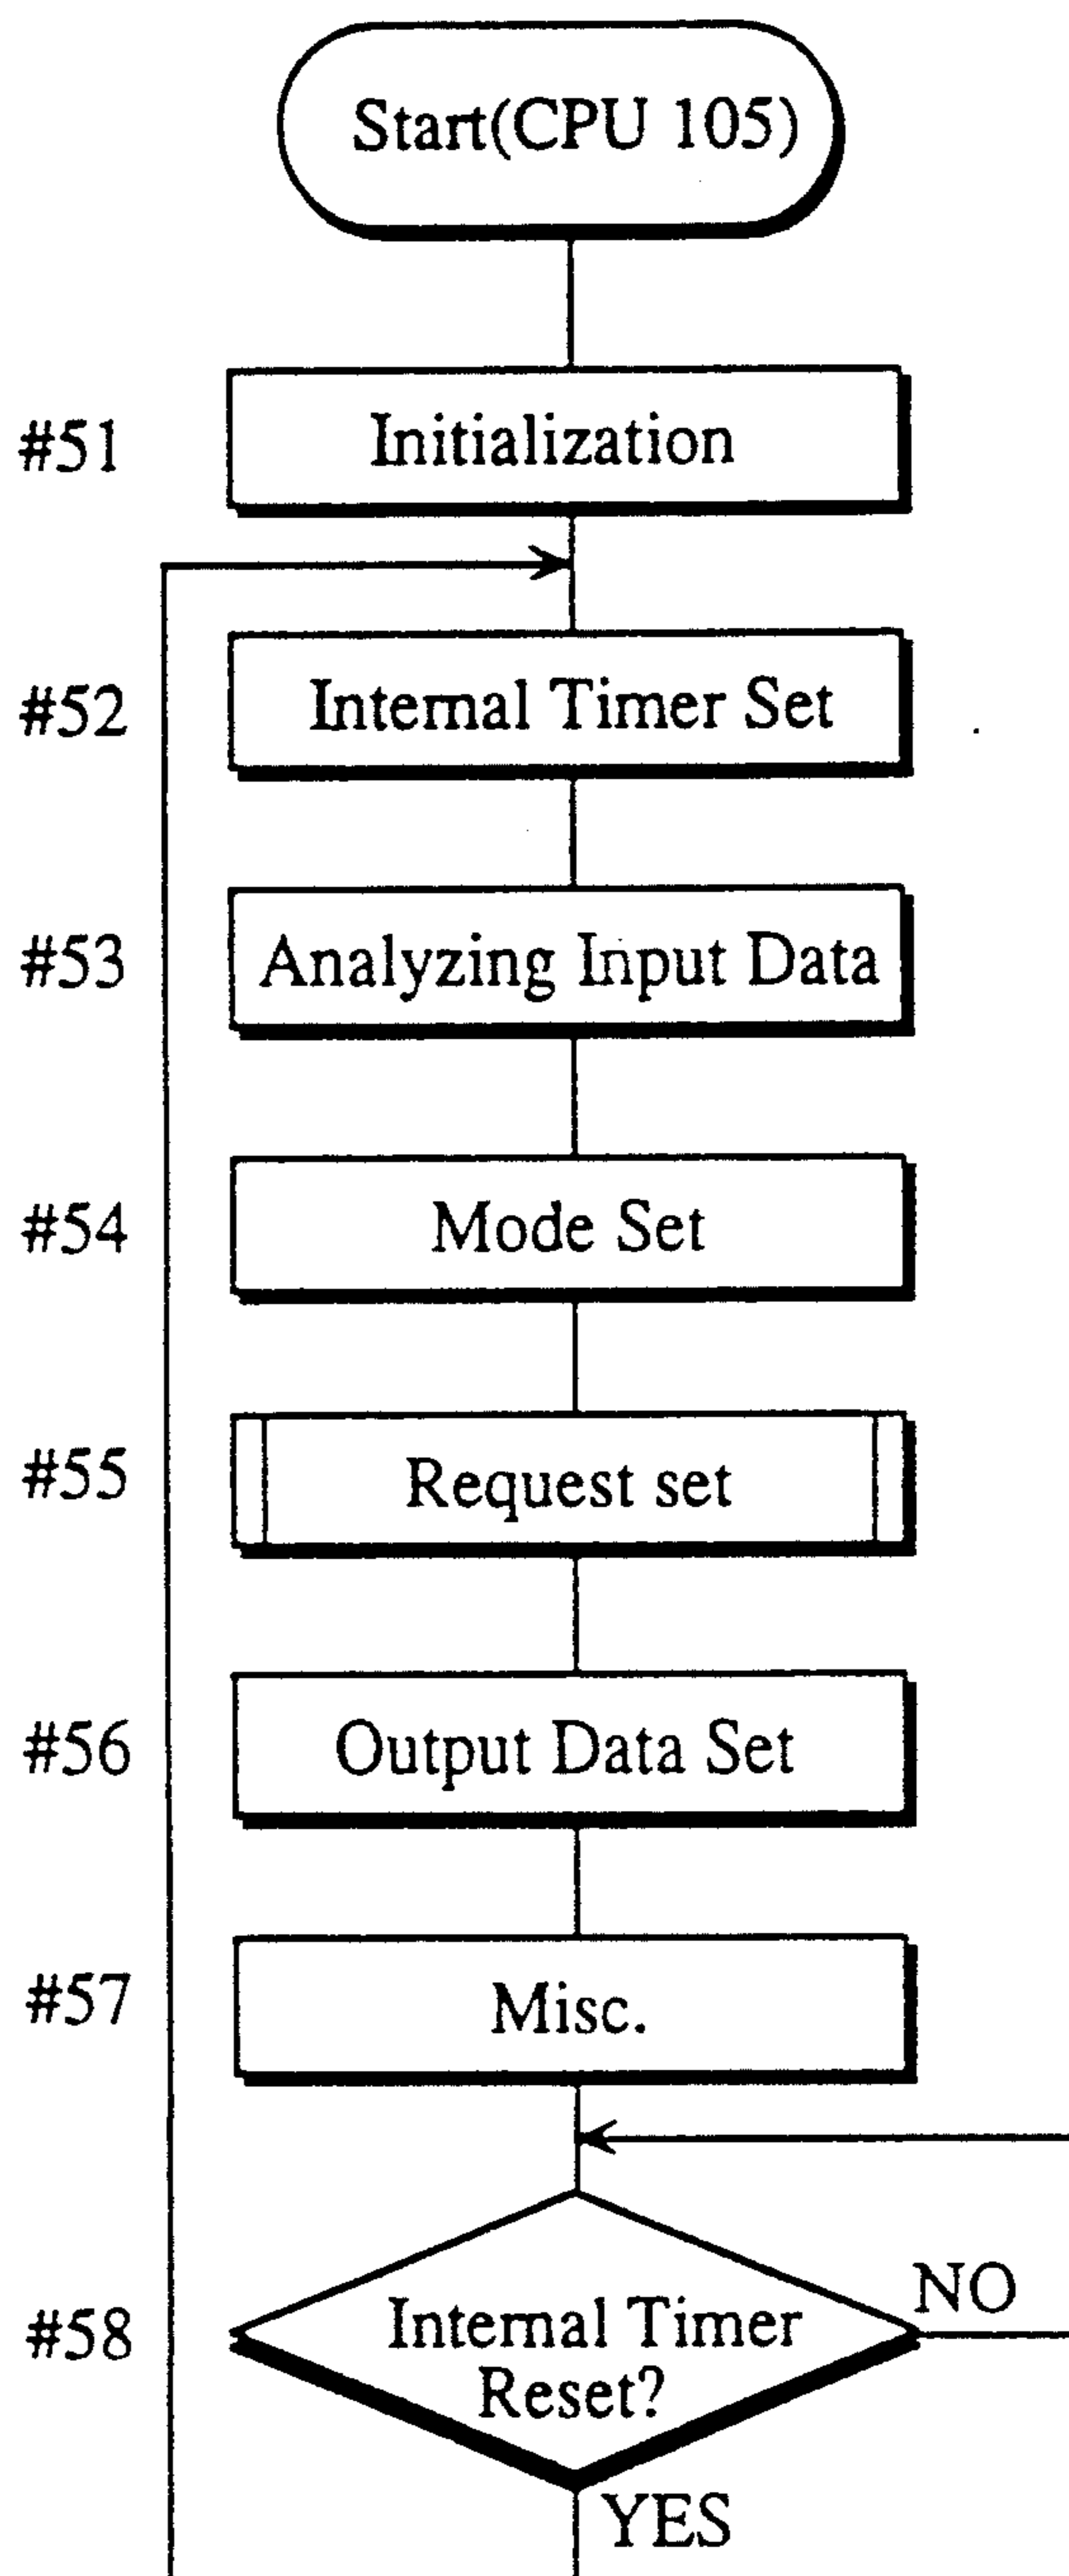 Start(CPU 105)
#51
Initialization
#52
Internal Timer Set
#53
Analyzing Input Data
#54
Mode Set
#55
Request set
#56
Output Data Set
#57
Misc.
#58
Internal Timer
Reset?
NO
YES